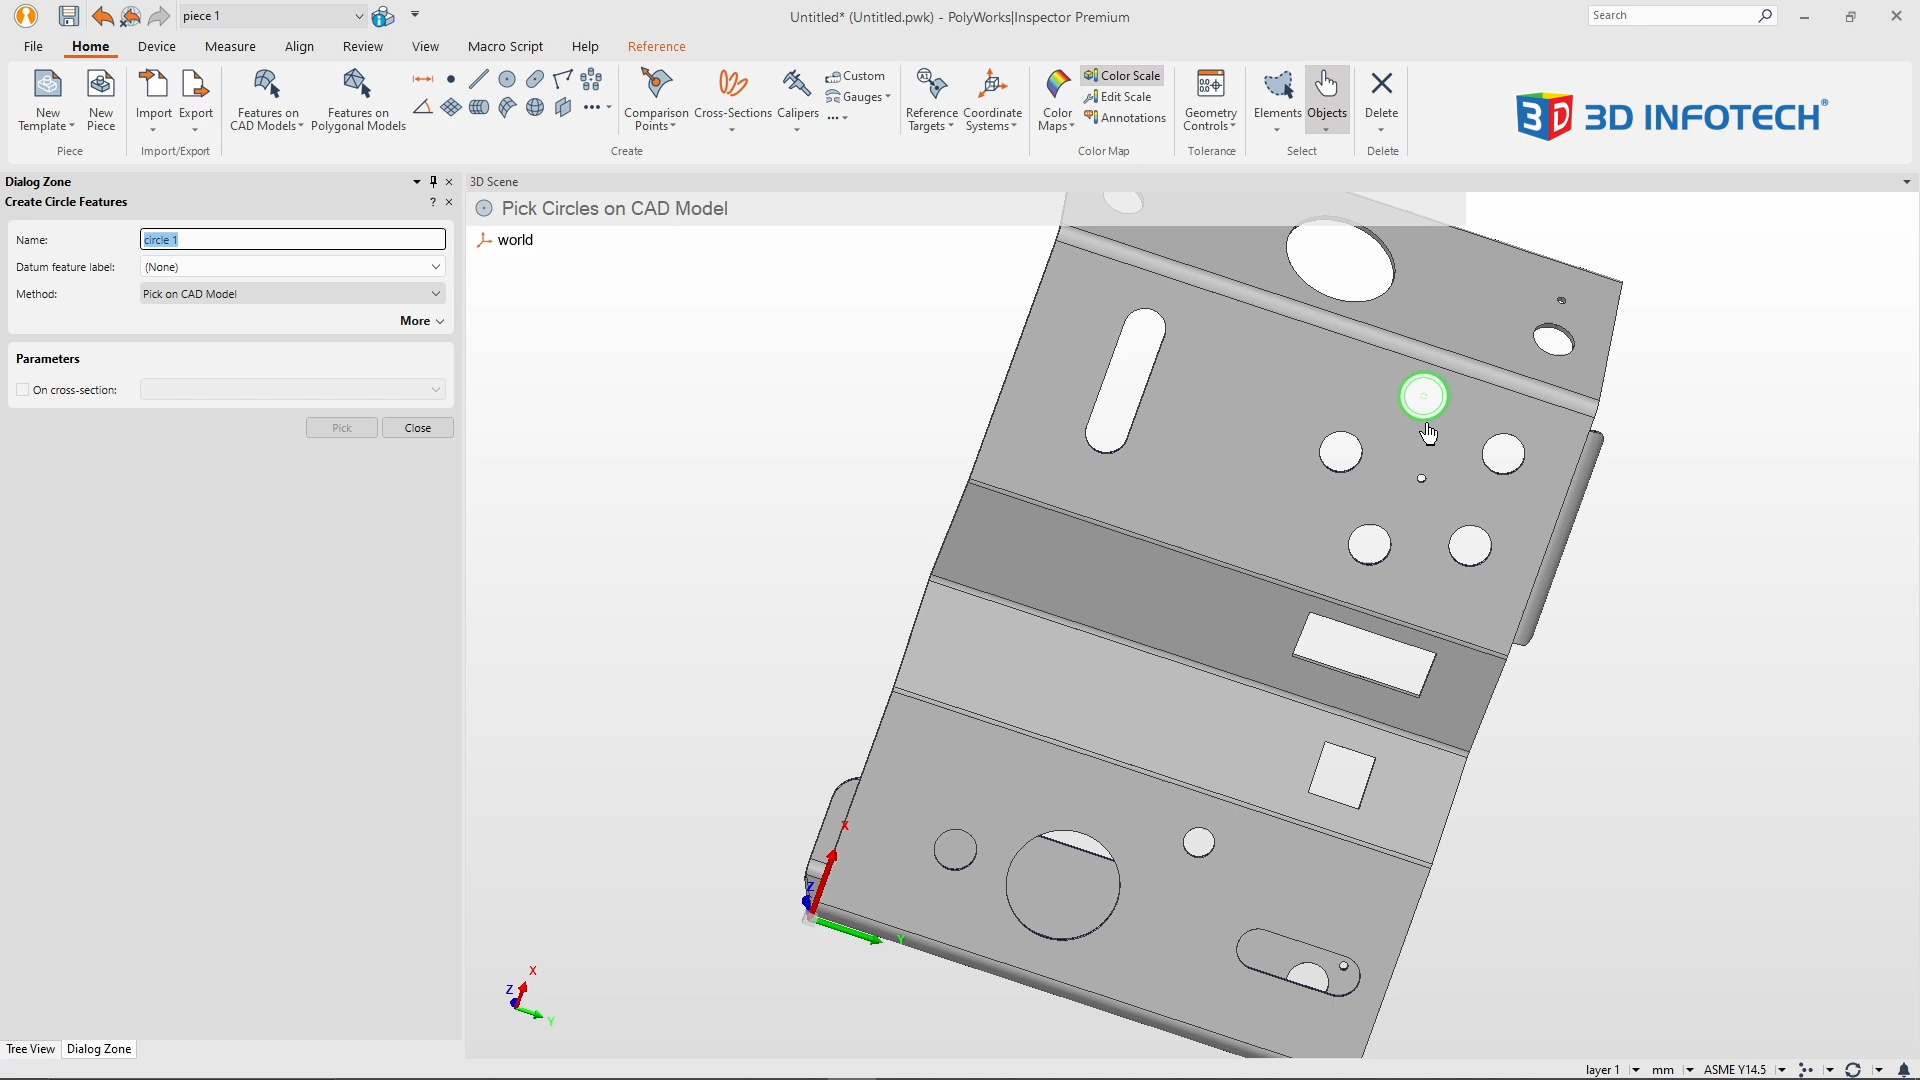 piece 1
Untitled* (Untitled.pwk) - PolyWorks|Inspector Premium
Search
File Home Device Measure Align Review View Macro Script Help Reference
New Template
New Piece
Import
Export
Features on CAD Models
Features on Polygonal Models
Comparison Points
Cross-Sections
Calipers
Custom
Gauges
Reference Targets
Coordinate Systems
Color Maps
Color Scale
Edit Scale
Annotations
Geometry Controls
Elements
Objects
Delete
Piece Import/Export Create Color Map Tolerance Select Delete
3D INFOTECH®
Dialog Zone
3D Scene
Create Circle Features
Pick Circles on CAD Model
world
Name: circle 1
Datum feature label: (None)
Method: Pick on CAD Model
More
Parameters
On cross-section:
Pick Close
X
Z
Y
X
Z
Y
Tree View Dialog Zone
layer 1 mm ASME Y14.5